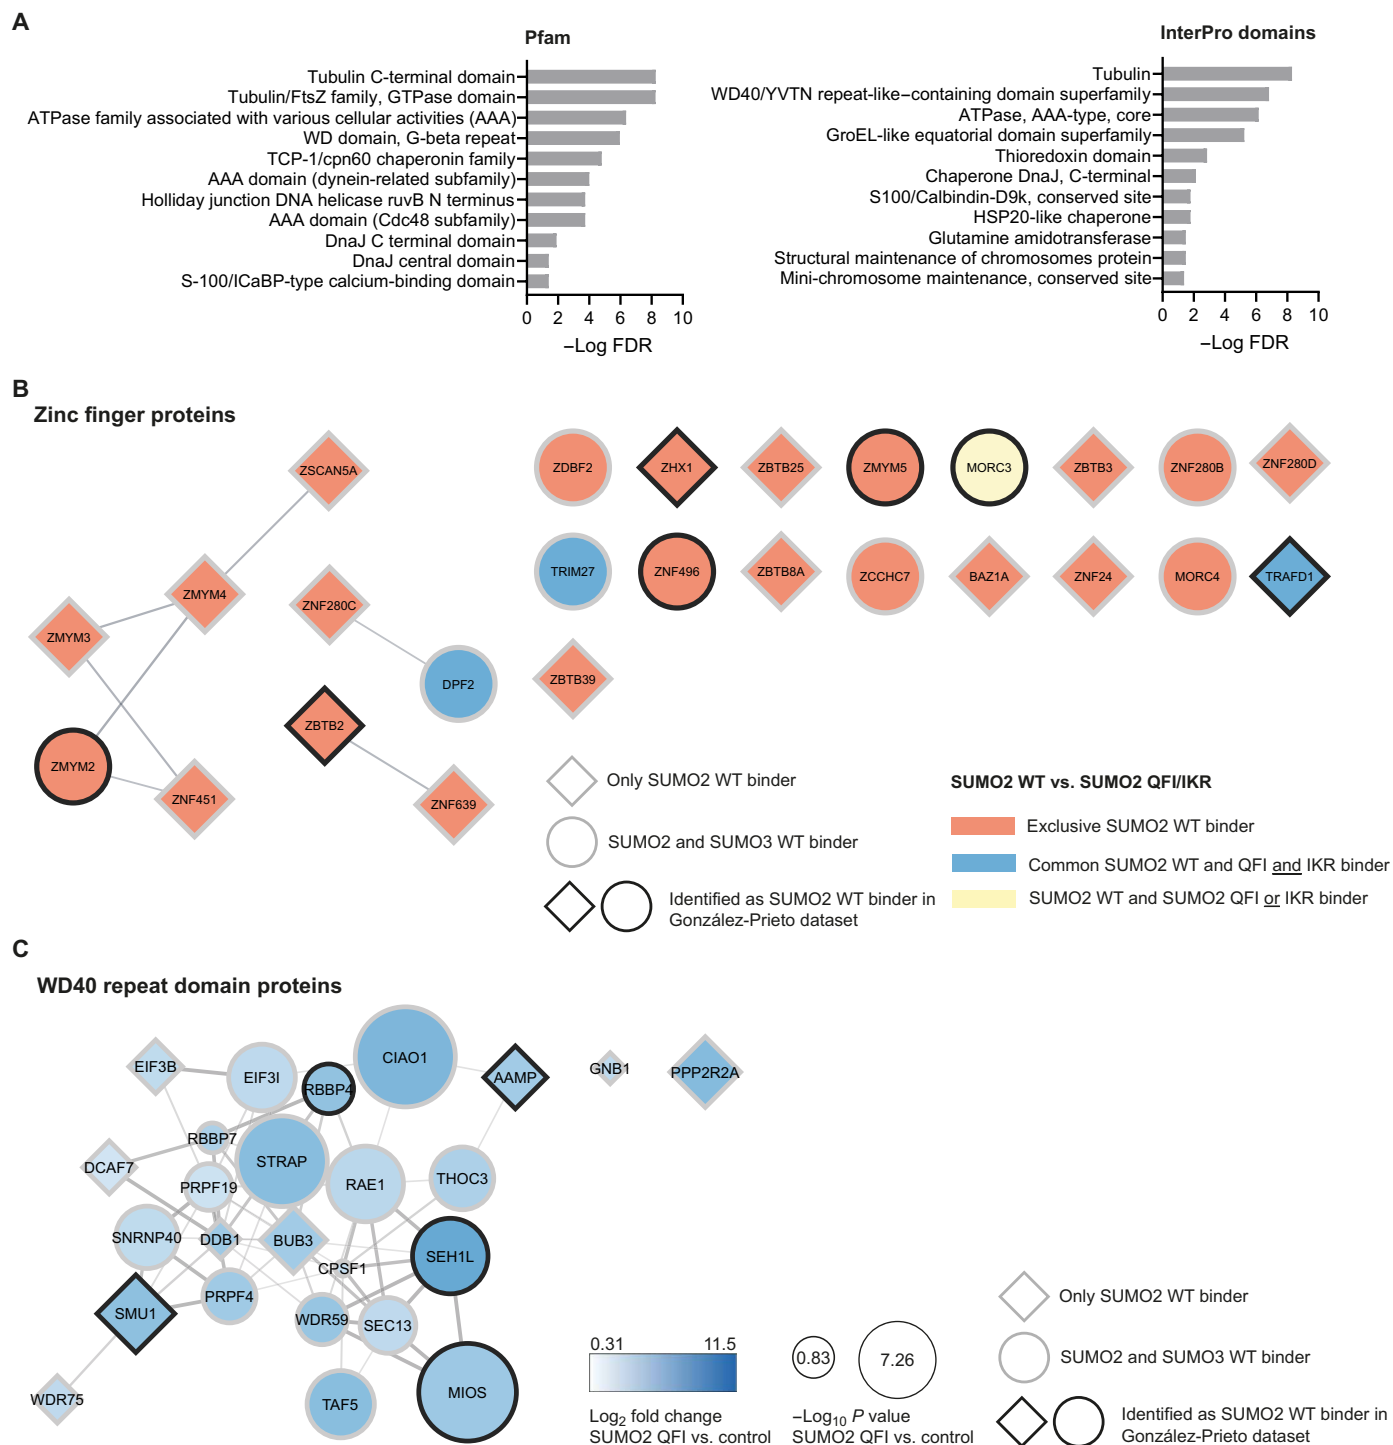 A
Pfam
Tubulin C-terminal domain
Tubulin/FtsZ family, GTPase domain
ATPase family associated with various cellular activities (AAA)
WD domain, G-beta repeat
TCP-1/cpn60 chaperonin family
AAA domain (dynein-related subfamily)
Holliday junction DNA helicase ruvB N terminus
AAA domain (Cdc48 subfamily)
DnaJ C terminal domain
DnaJ central domain
S-100/ICaBP-type calcium-binding domain
0 2 4 6 8 10
–Log FDR
InterPro domains
Tubulin
WD40/YVTN repeat-like–containing domain superfamily
ATPase, AAA-type, core
GroEL-like equatorial domain superfamily
Thioredoxin domain
Chaperone DnaJ, C-terminal
S100/Calbindin-D9k, conserved site
HSP20-like chaperone
Glutamine amidotransferase
Structural maintenance of chromosomes protein
Mini-chromosome maintenance, conserved site
0 2 4 6 8 10
–Log FDR
B
Zinc finger proteins
ZSCAN5A
ZMYM4
ZNF280C
ZMYM3
DPF2
ZBTB2
ZMYM2
ZNF451
ZNF639
ZDBF2
ZHX1
ZBTB25
ZMYM5
MORC3
ZBTB3
ZNF280B
ZNF280D
TRIM27
ZNF496
ZBTB8A
ZCCHC7
BAZ1A
ZNF24
MORC4
TRAFD1
ZBTB39
Only SUMO2 WT binder
SUMO2 and SUMO3 WT binder
Identified as SUMO2 WT binder in
González-Prieto dataset
SUMO2 WT vs. SUMO2 QFI/IKR
Exclusive SUMO2 WT binder
Common SUMO2 WT and QFI and IKR binder
SUMO2 WT and SUMO2 QFI or IKR binder
C
WD40 repeat domain proteins
CIAO1
EIF3B
EIF3I
RBBP4
AAMP
GNB1
PPP2R2A
RBBP7
STRAP
DCAF7
PRPF19
RAE1
THOC3
SNRNP40
DDB1
BUB3
SEH1L
CPSF1
PRPF4
SMU1
WDR59
SEC13
WDR75
TAF5
MIOS
0.31 11.5
Log2 fold change
SUMO2 QFI vs. control
0.83
7.26
–Log10 P value
SUMO2 QFI vs. control
Only SUMO2 WT binder
SUMO2 and SUMO3 WT binder
Identified as SUMO2 WT binder in
González-Prieto dataset